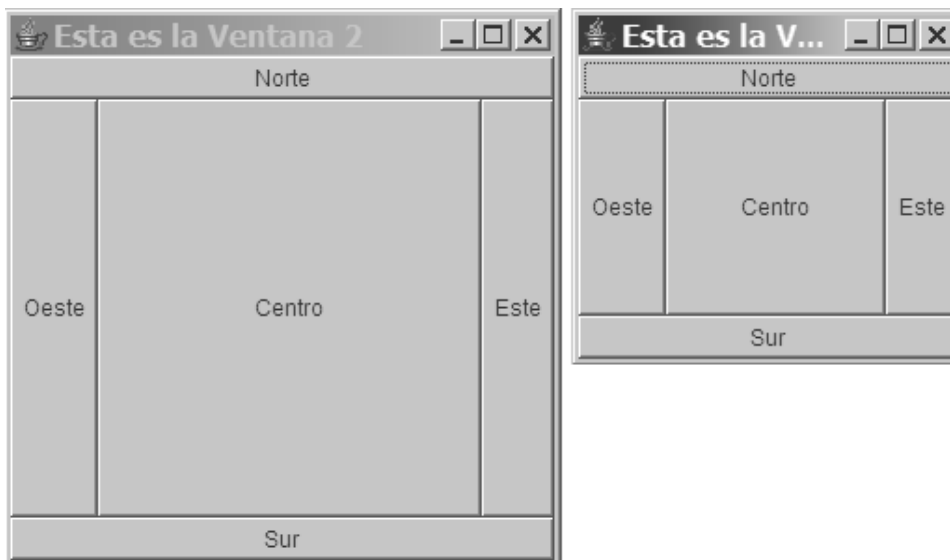 Esta es la Ventana 2
Norte
Oeste
Centro
Este
Sur
Esta es la V...
Norte
Oeste
Centro
Este
Sur